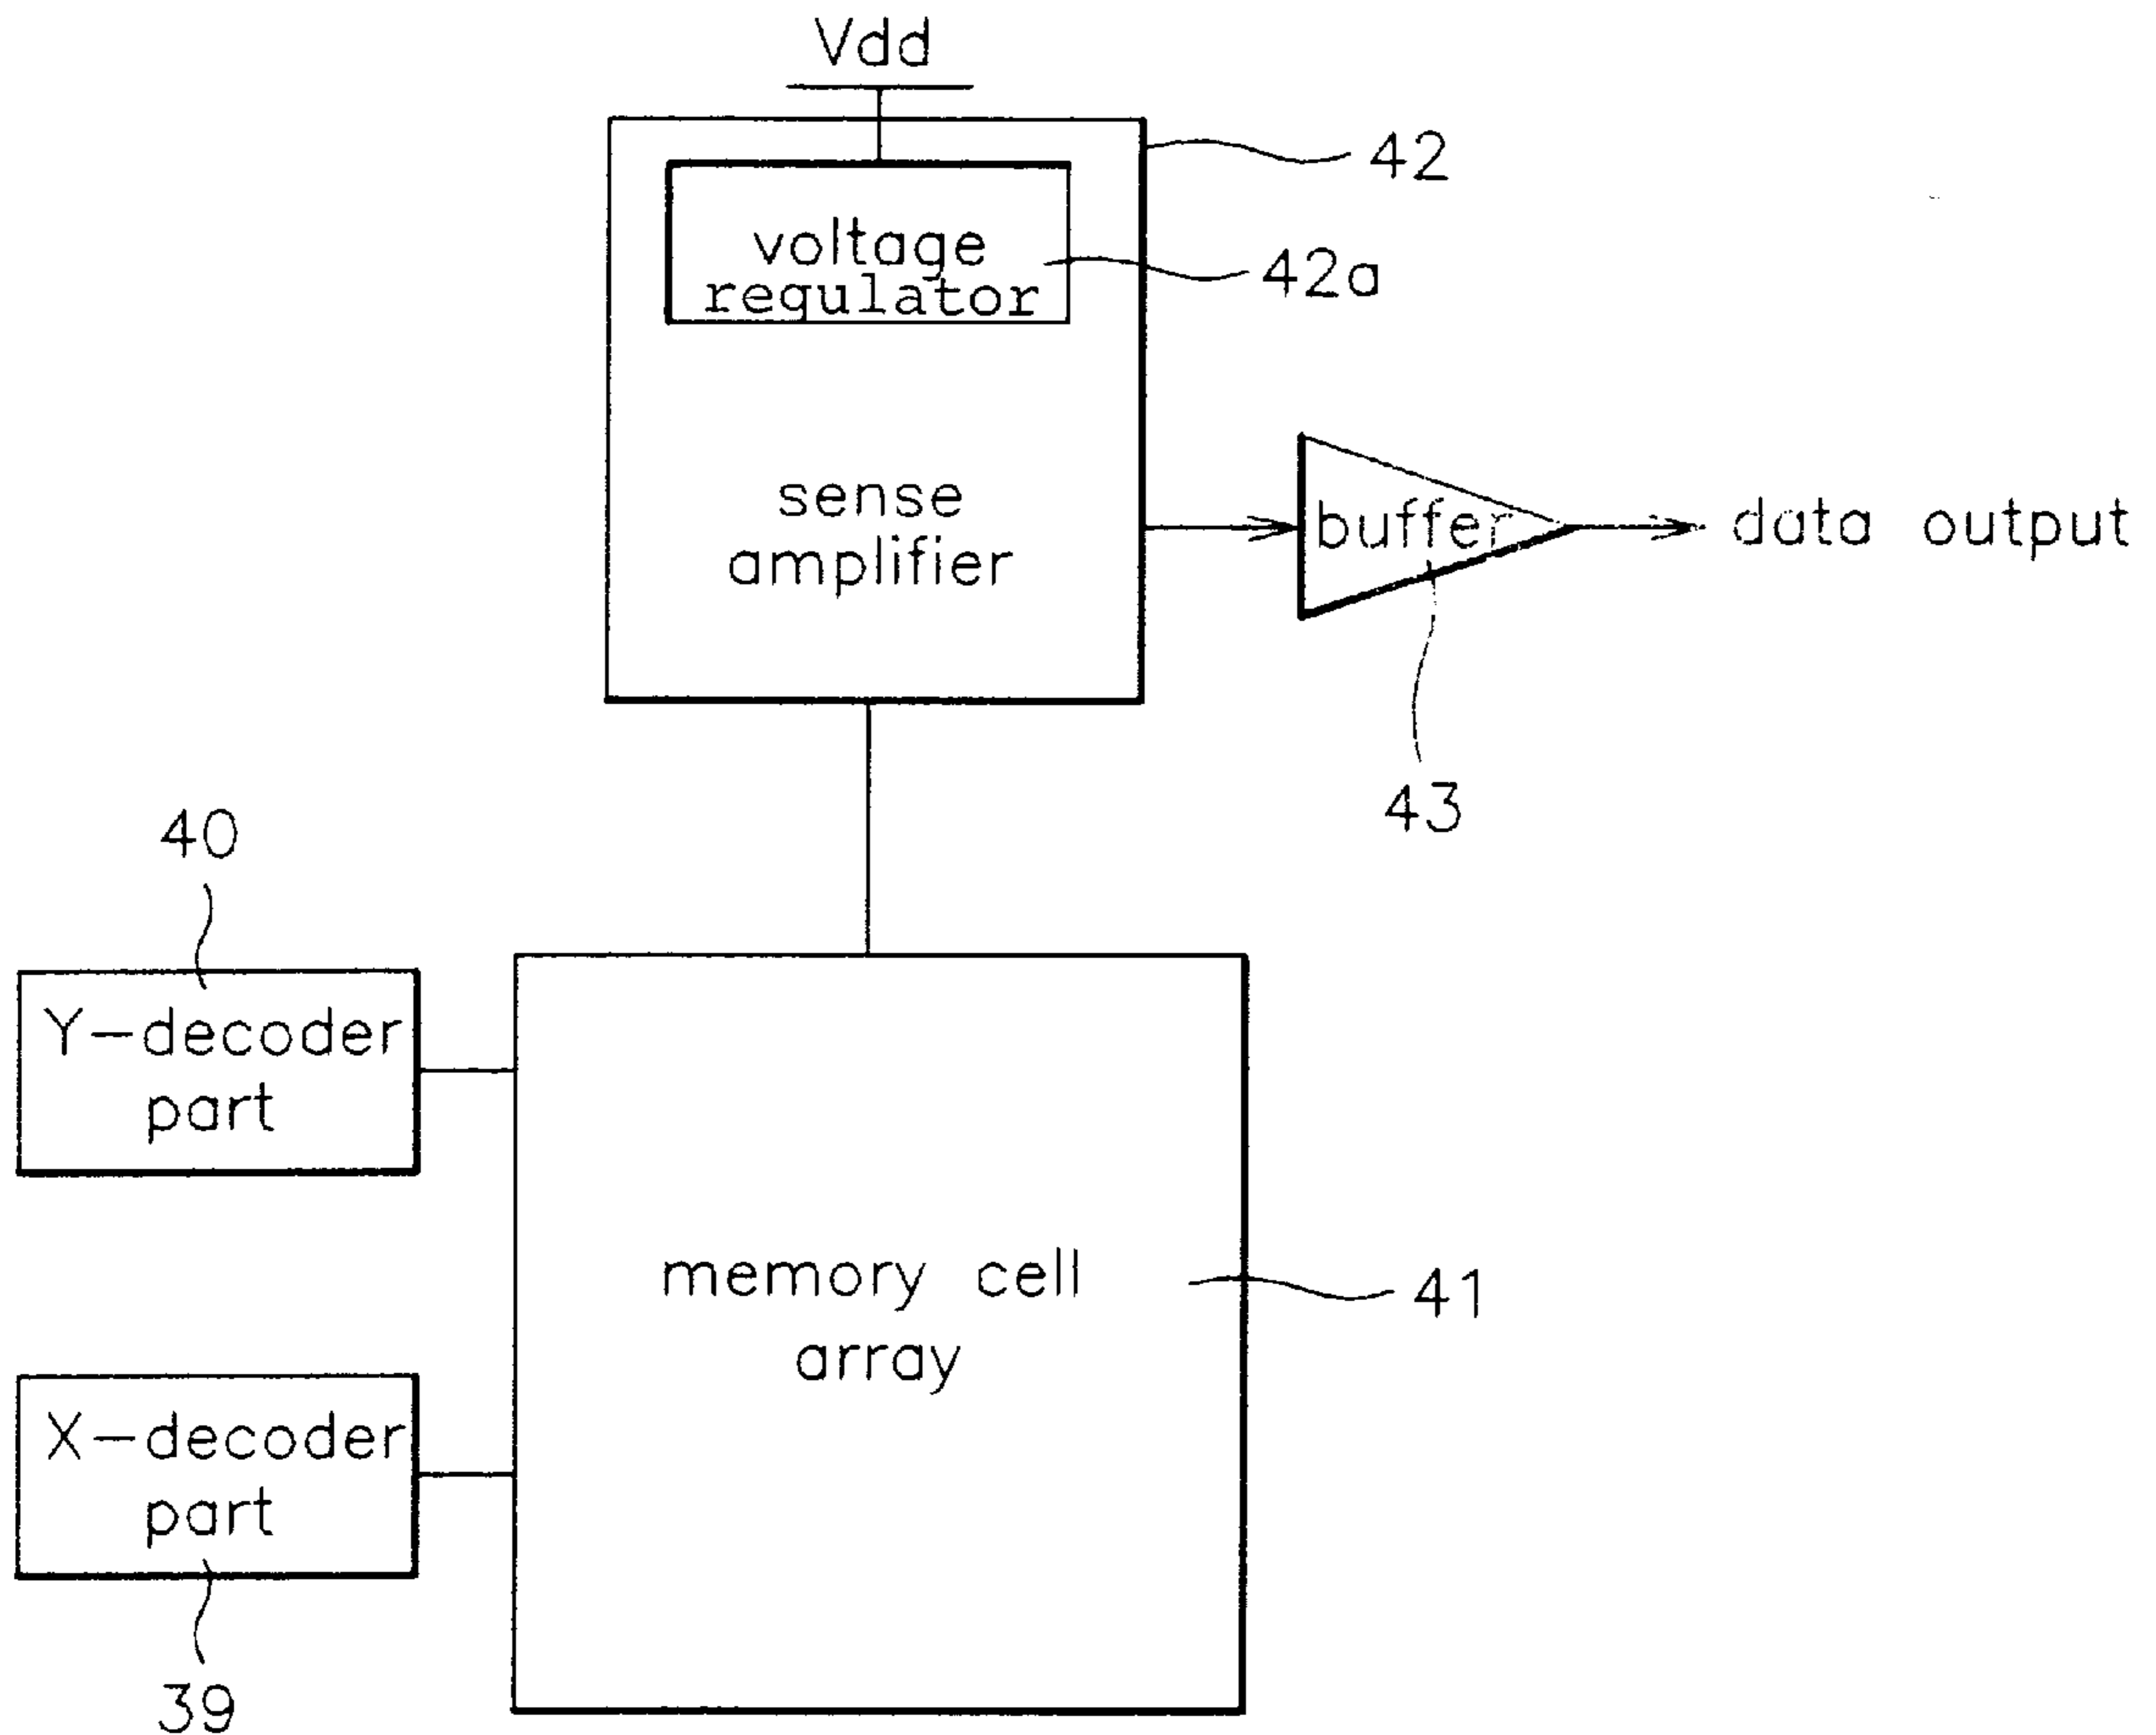 Vdd
42
voltage
regulator
42a
sense
amplifier
buffer
data output
43
40
Y-decoder
part
memory cell
array
41
X-decoder
part
39